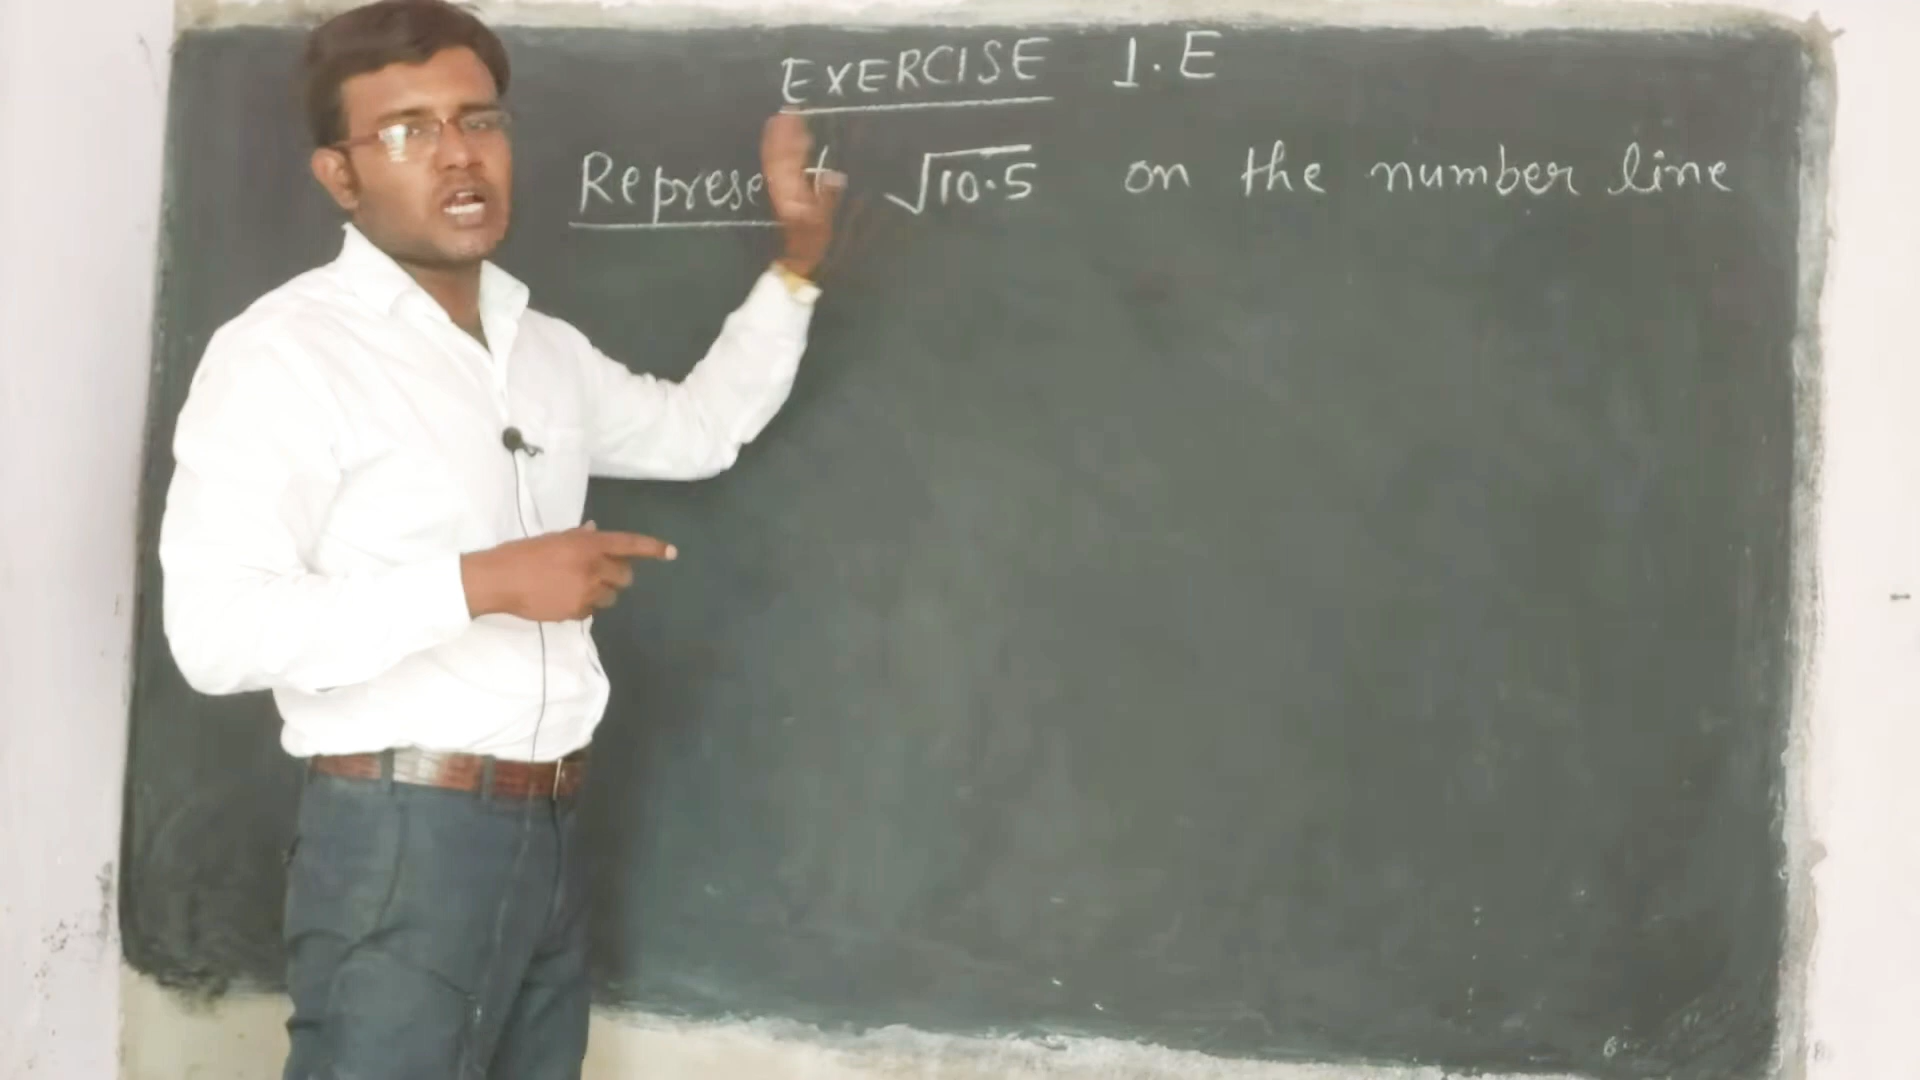 EXERCISE 1.E
Represent √10.5 on the number line